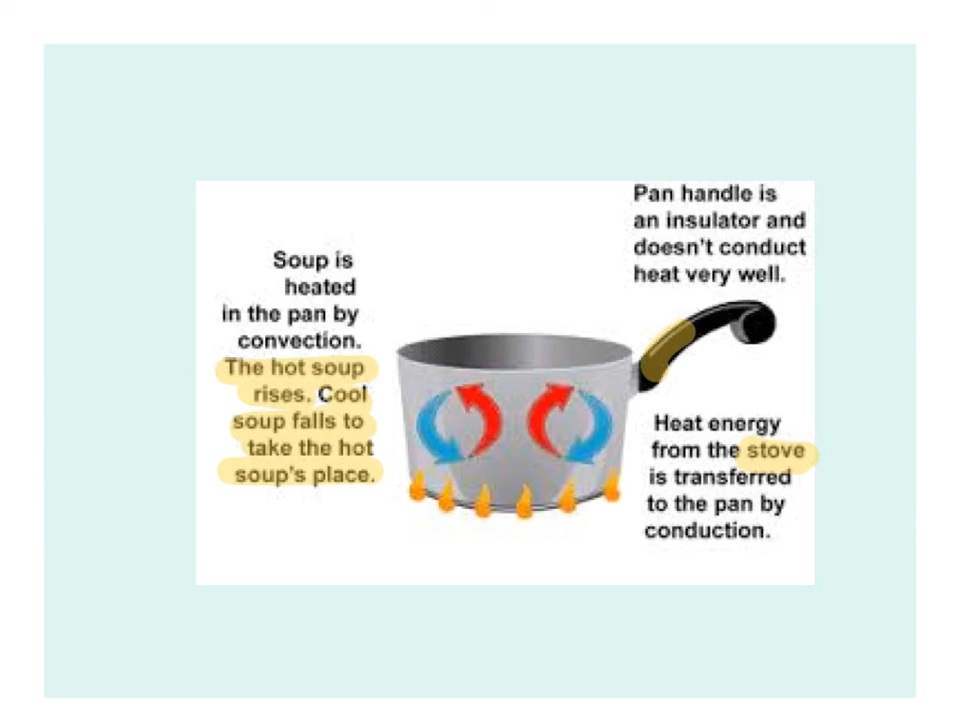 Pan handle is
an insulator and
doesn't conduct
heat very well.
Soup is
heated
in the pan by
convection.
The hot soup
rises. Cool
soup falls to
take the hot
soup's place.
Heat energy
from the stove
is transferred
to the pan by
conduction.